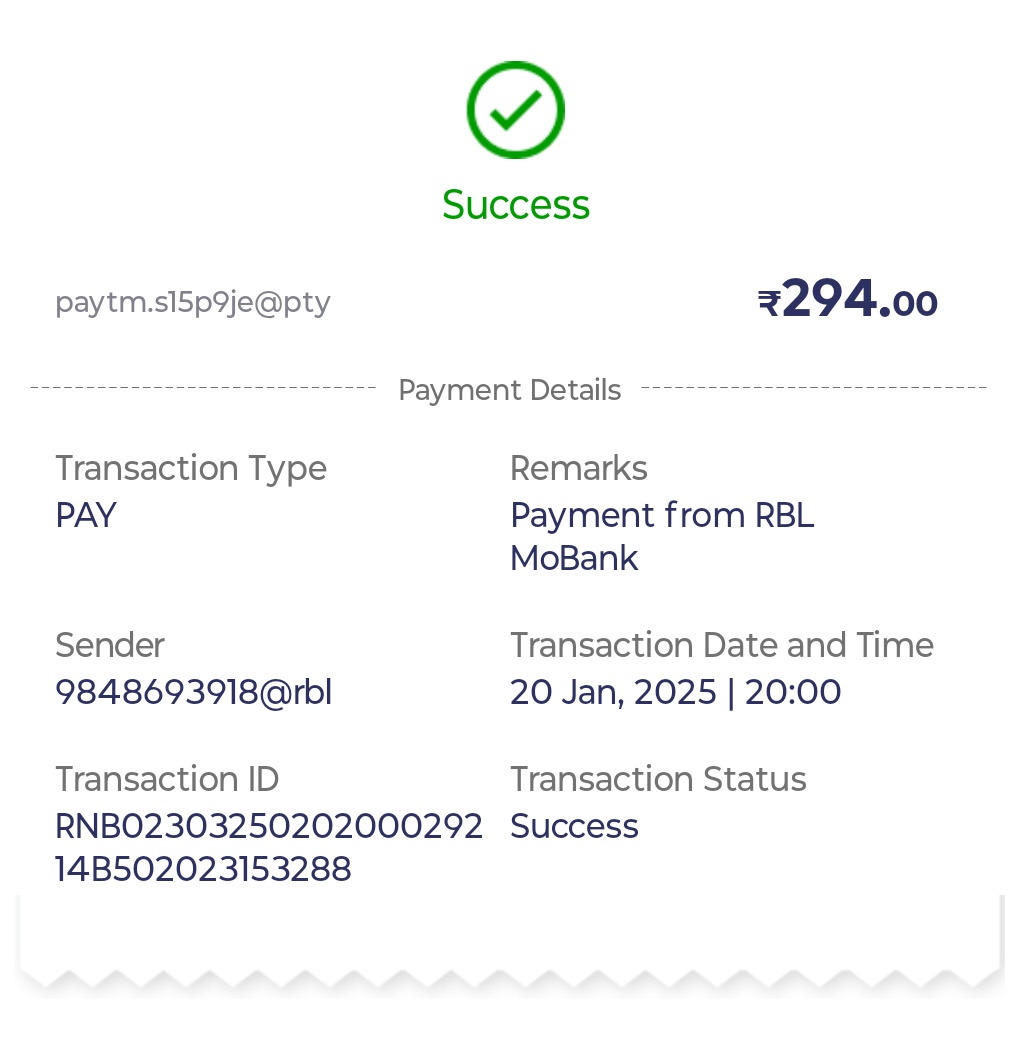 Success
paytm.s15p9je@pty ₹294.00
Payment Details
Transaction Type Remarks
PAY Payment from RBL
MoBank
Sender Transaction Date and Time
9848693918@rbl 20 Jan, 2025 | 20:00
Transaction ID Transaction Status
RNB02303250202000292 Success
14B502023153288